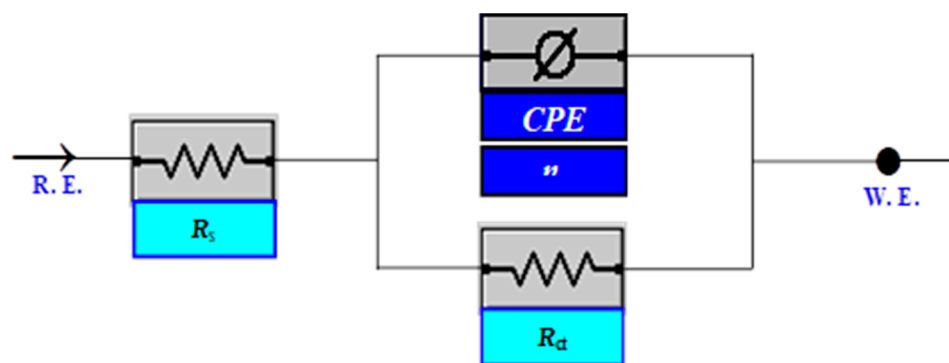 CPE
n
R. E.
Rs
W. E.
Rct